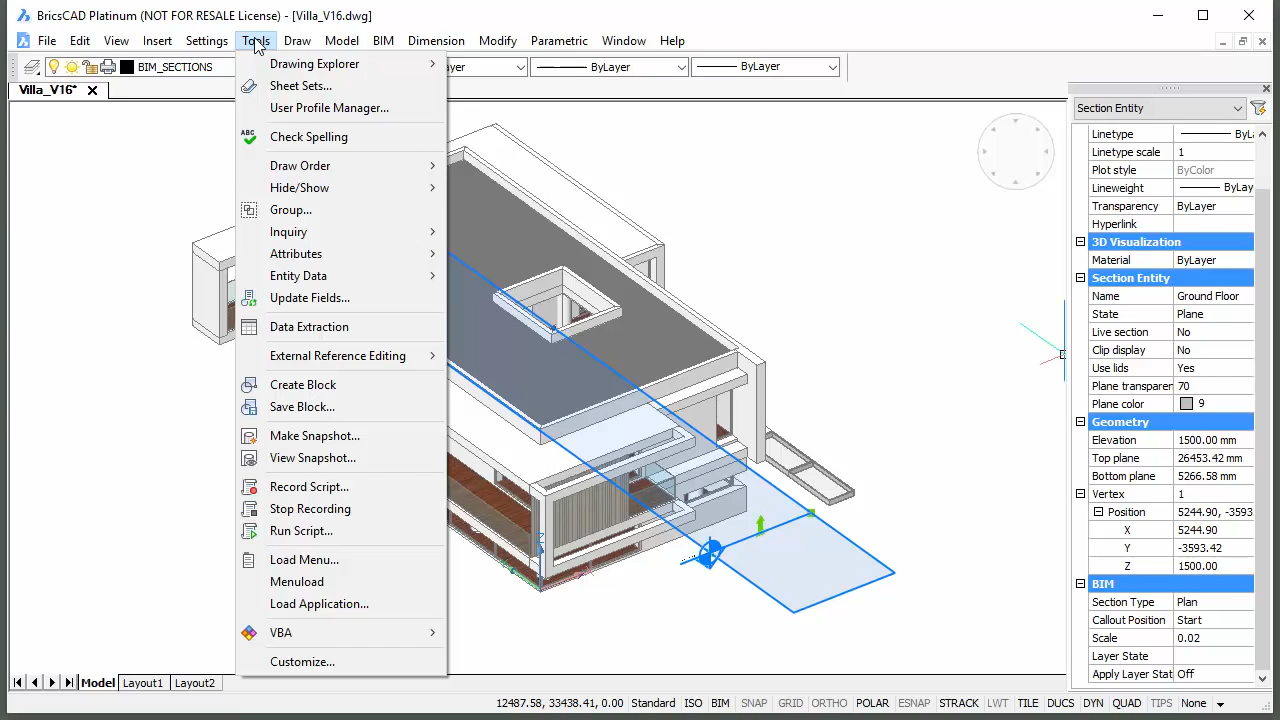 BricsCAD Platinum (NOT FOR RESALE License) - [Villa_V16.dwg]
File Edit View Insert Settings Tools Draw Model BIM Dimension Modify Parametric Window Help
BIM_SECTIONS ayer ByLayer ByLayer
Villa_V16*
Drawing Explorer
Sheet Sets...
User Profile Manager...
ABC Check Spelling
Draw Order
Hide/Show
Group...
Inquiry
Attributes
Entity Data
Update Fields...
Data Extraction
External Reference Editing
Create Block
Save Block...
Make Snapshot...
View Snapshot...
Record Script...
Stop Recording
Run Script...
Load Menu...
Menuload
Load Application...
VBA
Customize...
Section Entity
Linetype ByLa
Linetype scale 1
Plot style ByColor
Lineweight ByLay
Transparency ByLayer
Hyperlink
3D Visualization
Material ByLayer
Section Entity
Name Ground Floor
State Plane
Live section No
Clip display No
Use lids Yes
Plane transparen 70
Plane color 9
Geometry
Elevation 1500.00 mm
Top plane 26453.42 mm
Bottom plane 5266.58 mm
Vertex 1
Position 5244.90, -3593
X 5244.90
Y -3593.42
Z 1500.00
BIM
Section Type Plan
Callout Position Start
Scale 0.02
Layer State
Apply Layer Stat Off
Model Layout1 Layout2
12487.58, 33438.41, 0.00 Standard ISO BIM SNAP GRID ORTHO POLAR ESNAP STRACK LWT TILE DUCS DYN QUAD TIPS None